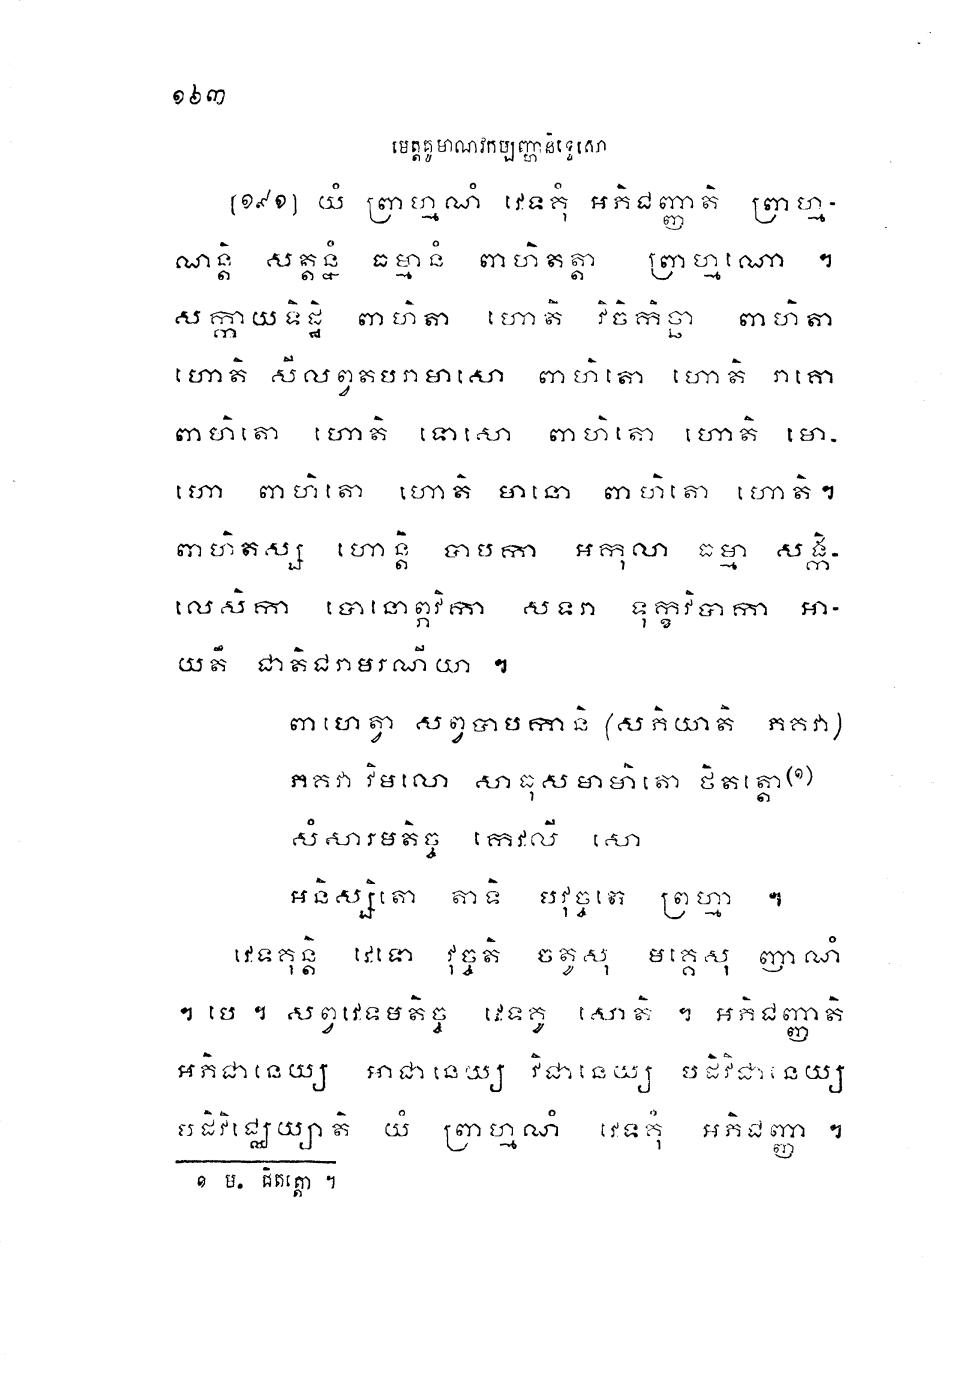 ១៦៣
មេត្តគូមាណវកប្បញ្ហានិទ្ទេសោ
(១៩១) យំ ព្រាហ្មណំ វេទគុំ អភិជញ្ញាតិ ព្រាហ្ម-
ណន្តិ សត្តន្នំ ធម្មានំ ពាហិតត្តា ព្រាហ្មណោ ។
សក្កាយទិដ្ឋិ ពាហិតា ហោតិ វិចិកិច្ឆា ពាហិតា
ហោតិ សីលព្វតបរាមាសោ ពាហិតោ ហោតិ រាគោ
ពាហិតោ ហោតិ ទោសោ ពាហិតោ ហោតិ មោ-
ហោ ពាហិតោ ហោតិ មានោ ពាហិតោ ហោតិ។
ពាហិតស្ស ហោន្តិ បាបកា អកុលា ធម្មា សង្កិ-
លេសិកា បោនោព្ភវិកា សទរា ទុក្ខវិបាកា អា-
យតឹ ជាតិជរាមរណីយា ។
ពាហេត្វា សព្វបាបកានិ (សភិយាតិ ភគវា)
ភគវា វិមលោ សាធុសមាហិតោ ថិតត្តោ(១)
សំសារមតិច្ច កេវលី សោ
អនិស្សិតោ តាទិ បវុច្ចតេ ព្រហ្មា ។
វេទគុន្តិ វេទោ វុច្ចតិ ចតូសុ មគ្គេសុ ញាណំ
។ បេ ។ សព្វវេទមតិច្ច វេទគូ សោតិ ។ អភិជញ្ញាតិ
អភិជានេយ្យ អាជានេយ្យ វិជានេយ្យ បដិវិជានេយ្យ
បដិវិជ្ឈេយ្យាតិ យំ ព្រាហ្មណំ វេទគុំ អភិជញ្ញា ។
១ ម. ឋិតត្តោ ។